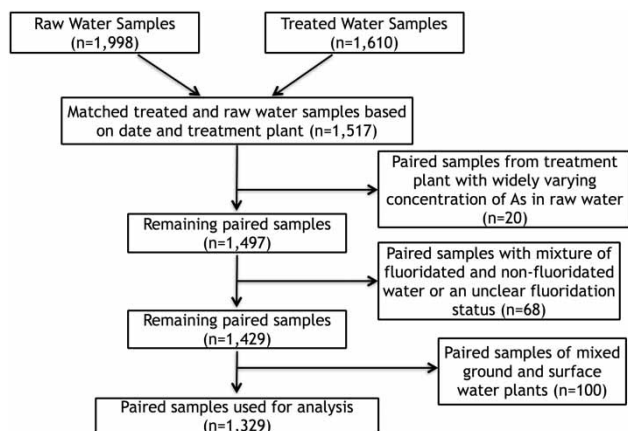 Raw Water Samples
(n=1,998)
Treated Water Samples
(n=1,610)
Matched treated and raw water samples based
on date and treatment plant (n=1,517)
Paired samples from treatment
plant with widely varying
concentration of As in raw water
(n=20)
Remaining paired samples
(n=1,497)
Paired samples with mixture of
fluoridated and non-fluoridated
water or an unclear fluoridation
status (n=68)
Remaining paired samples
(n=1,429)
Paired samples of mixed
ground and surface
water plants (n=100)
Paired samples used for analysis
(n=1,329)